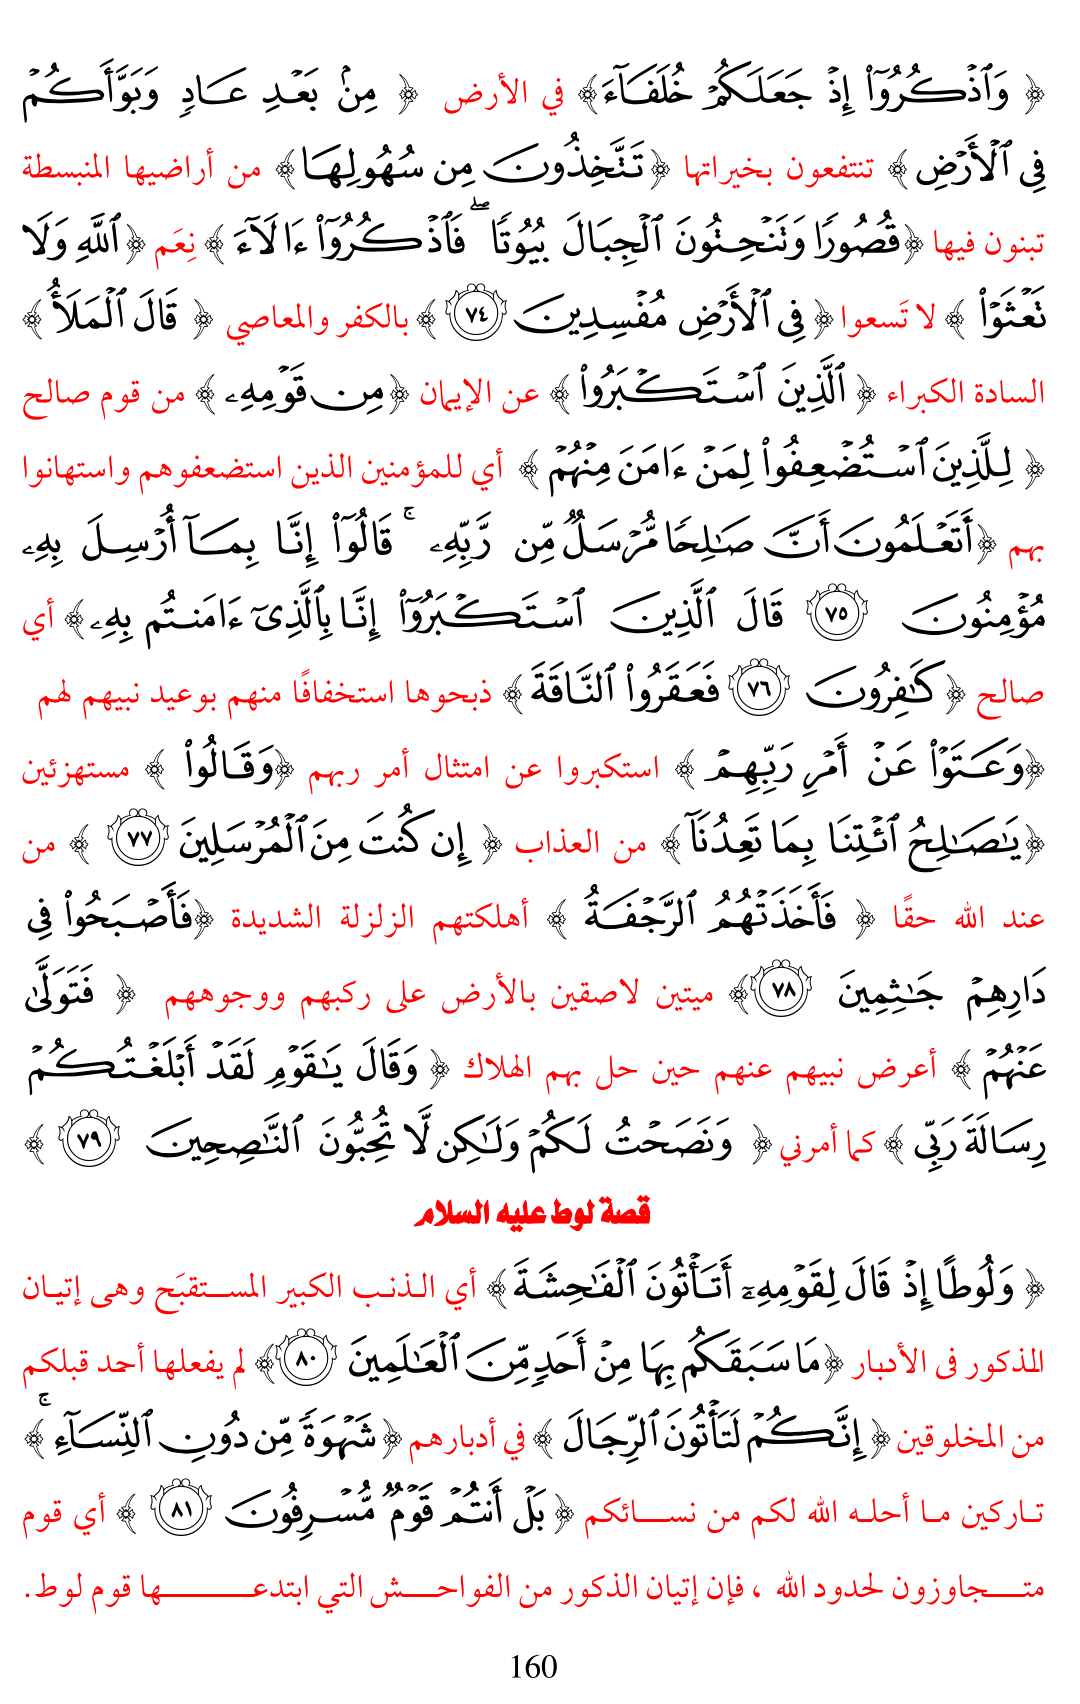 ﴿ وَٱذْكُرُوٓا۟ إِذْ جَعَلَكُمْ خُلَفَآءَ﴾ في الأرض ﴿ مِنۢ بَعْدِ عَادٍ وَبَوَّأَكُمْ
فِى ٱلْأَرْضِ ﴾ تنتفعون بخيراتها ﴿تَتَّخِذُونَ مِن سُهُولِهَا﴾ من أراضيها المنبسطة
تبنون فيها ﴿قُصُورًا وَتَنْحِتُونَ ٱلْجِبَالَ بُيُوتًا ۖ فَٱذْكُرُوٓا۟ ءَالَآءَ ﴾ نِعَم ﴿ٱللَّهِ وَلَا
تَعْثَوْا۟ ﴾ لا تَسعوا ﴿ فِى ٱلْأَرْضِ مُفْسِدِينَ ٧٤ ﴾ بالكفر والمعاصي ﴿ قَالَ ٱلْمَلَأُ ﴾
السادة الكبراء ﴿ ٱلَّذِينَ ٱسْتَكْبَرُوا۟ ﴾ عن الإيمان ﴿مِن قَوْمِهِۦ ﴾ من قوم صالح
﴿ لِلَّذِينَ ٱسْتُضْعِفُوا۟ لِمَنْ ءَامَنَ مِنْهُمْ ﴾ أي للمؤمنين الذين استضعفوهم واستهانوا
بهم ﴿أَتَعْلَمُونَ أَنَّ صَٰلِحًا مُّرْسَلٌ مِّن رَّبِّهِۦ ۚ قَالُوٓا۟ إِنَّا بِمَآ أُرْسِلَ بِهِۦ
مُؤْمِنُونَ ٧٥ قَالَ ٱلَّذِينَ ٱسْتَكْبَرُوٓا۟ إِنَّا بِٱلَّذِىٓ ءَامَنتُم بِهِۦ ﴾ أي
صالح ﴿ كَٰفِرُونَ ٧٦ فَعَقَرُوا۟ ٱلنَّاقَةَ ﴾ ذبحوها استخفافًا منهم بوعيد نبيهم لهم
﴿وَعَتَوْا۟ عَنْ أَمْرِ رَبِّهِمْ ﴾ استكبروا عن امتثال أمر ربهم ﴿وَقَالُوا۟ ﴾ مستهزئين
﴿يَٰصَٰلِحُ ٱئْتِنَا بِمَا تَعِدُنَآ﴾ من العذاب ﴿ إِن كُنتَ مِنَ ٱلْمُرْسَلِينَ ٧٧ ﴾ من
عند الله حقًا ﴿ فَأَخَذَتْهُمُ ٱلرَّجْفَةُ ﴾ أهلكتهم الزلزلة الشديدة ﴿فَأَصْبَحُوا۟ فِى
دَارِهِمْ جَٰثِمِينَ ٧٨﴾ ميتين لاصقين بالأرض على ركبهم ووجوههم ﴿ فَتَوَلَّىٰ
عَنْهُمْ ﴾ أعرض نبيهم عنهم حين حل بهم الهلاك ﴿ وَقَالَ يَٰقَوْمِ لَقَدْ أَبْلَغْتُكُمْ
رِسَالَةَ رَبِّى ﴾ كما أمرني ﴿ وَنَصَحْتُ لَكُمْ وَلَٰكِن لَّا تُحِبُّونَ ٱلنَّٰصِحِينَ ٧٩ ﴾
قصة لوط عليه السلام
﴿ وَلُوطًا إِذْ قَالَ لِقَوْمِهِۦٓ أَتَأْتُونَ ٱلْفَٰحِشَةَ ﴾ أي الذنب الكبير المستقبَح وهى إتيان
الذكور فى الأدبار ﴿مَا سَبَقَكُم بِهَا مِنْ أَحَدٍ مِّنَ ٱلْعَٰلَمِينَ ٨٠﴾ لم يفعلها أحمد قبلكم
من المخلوقين ﴿ إِنَّكُمْ لَتَأْتُونَ ٱلرِّجَالَ ﴾ في أدبارهم ﴿ شَهْوَةً مِّن دُونِ ٱلنِّسَآءِ ۚ ﴾
تاركين ما أحله الله لكم من نسائكم ﴿ بَلْ أَنتُمْ قَوْمٌ مُّسْرِفُونَ ٨١ ﴾ أي قوم
متجاوزون لحدود الله ، فإن إتيان الذكور من الفواحش التي ابتدعها قوم لوط.
160